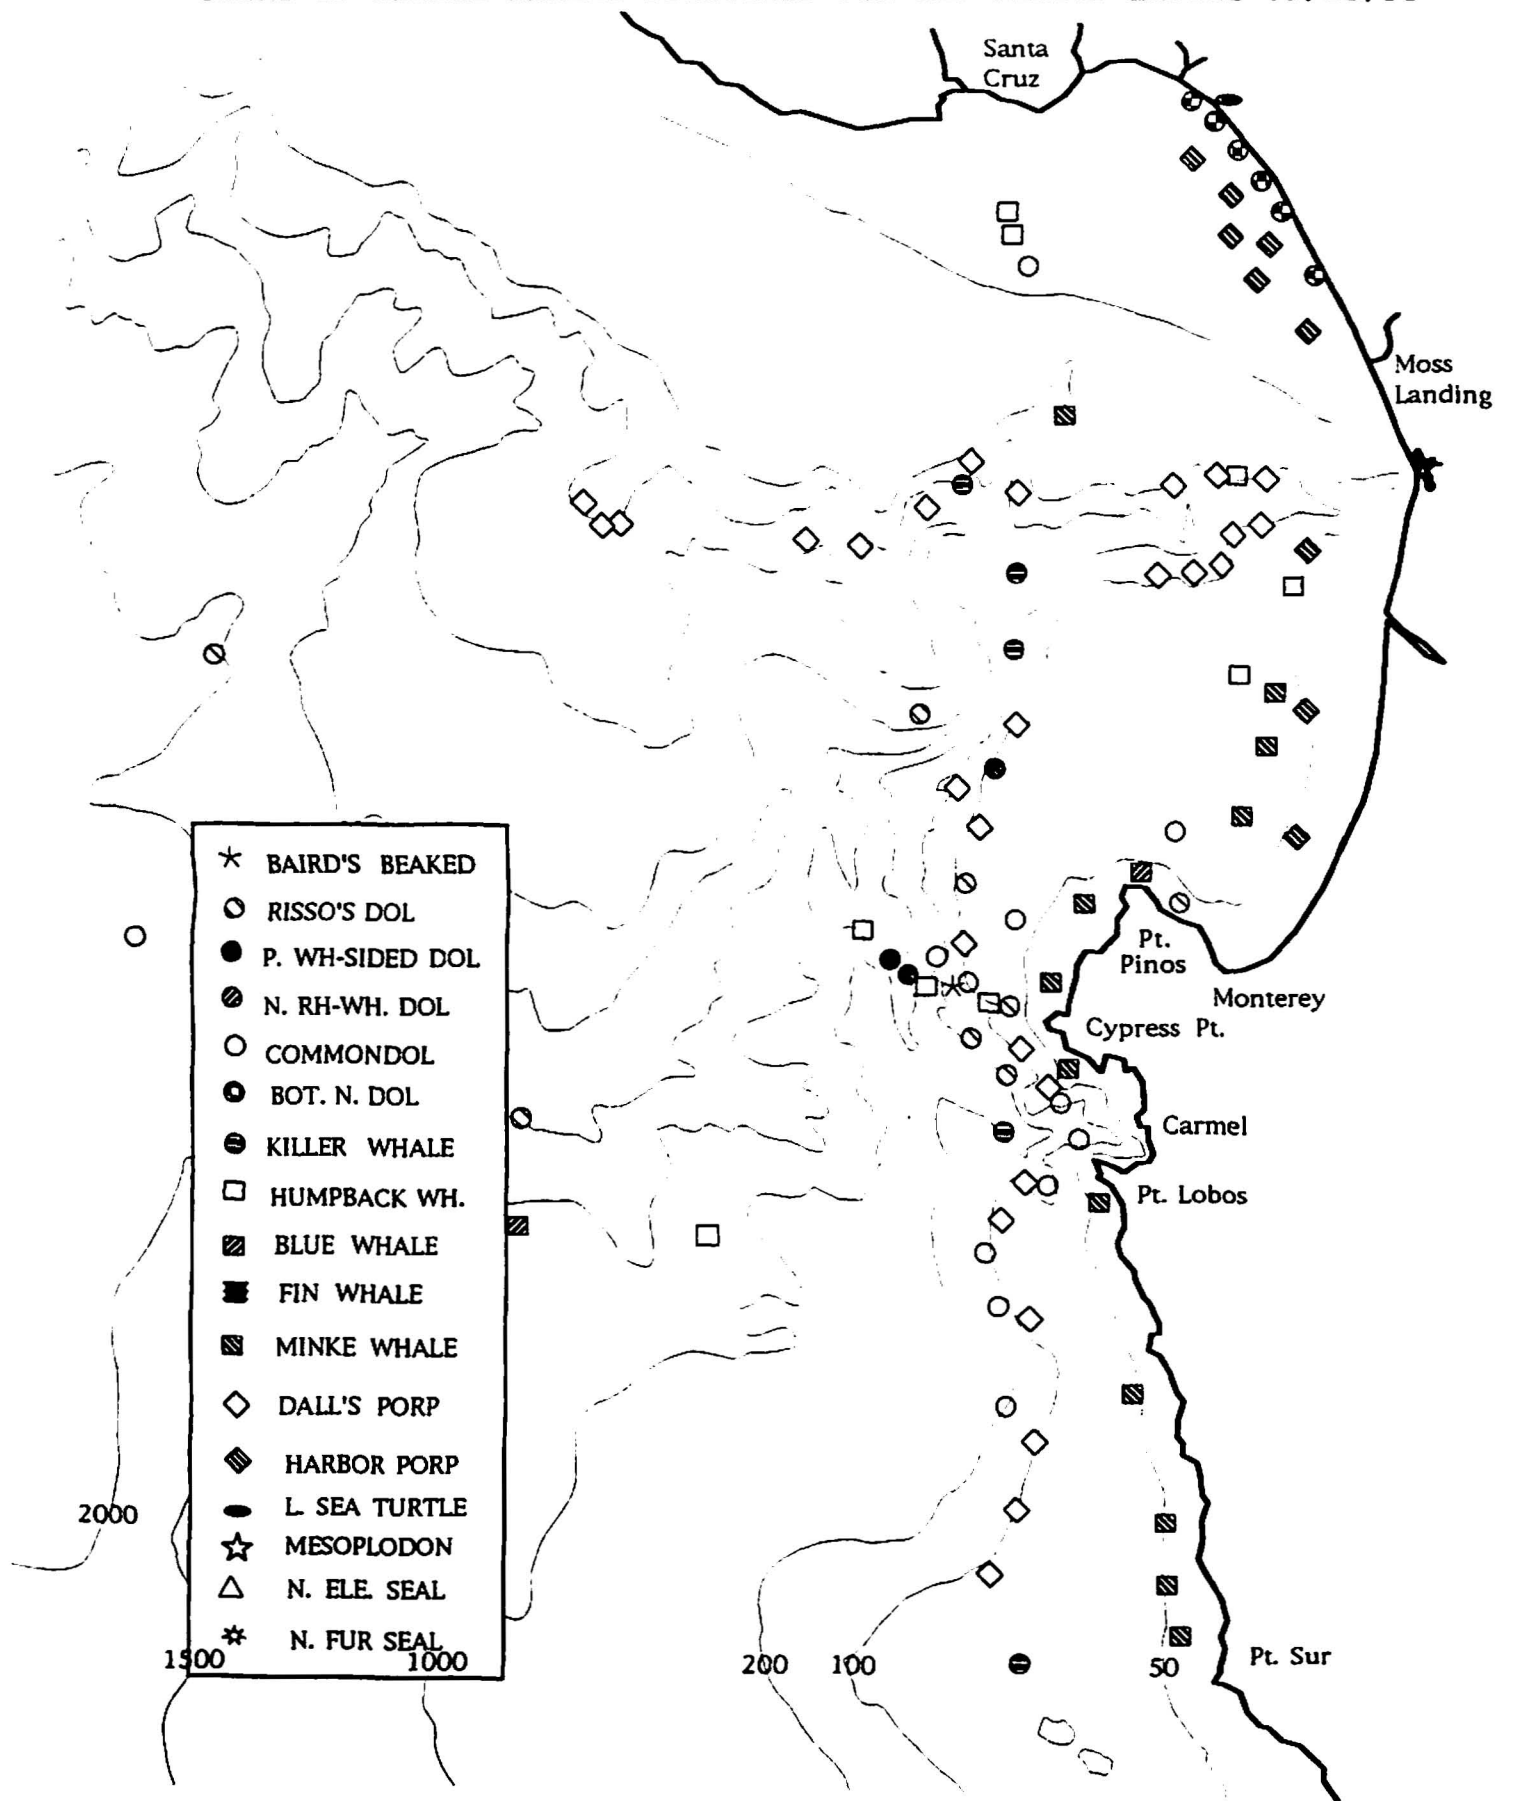 Santa
Cruz
Moss
Landing
BAIRD'S BEAKED
RISSO'S DOL
P. WH-SIDED DOL
N. RH-WH. DOL
COMMONDOL
BOT. N. DOL
KILLER WHALE
HUMPBACK WH.
BLUE WHALE
FIN WHALE
MINKE WHALE
DALL'S PORP
HARBOR PORP
L. SEA TURTLE
MESOPLODON
N. ELE. SEAL
N. FUR SEAL
Pt.
Pinos
Monterey
Cypress Pt.
Carmel
Pt. Lobos
2000
1500
1000
200
100
50
Pt. Sur